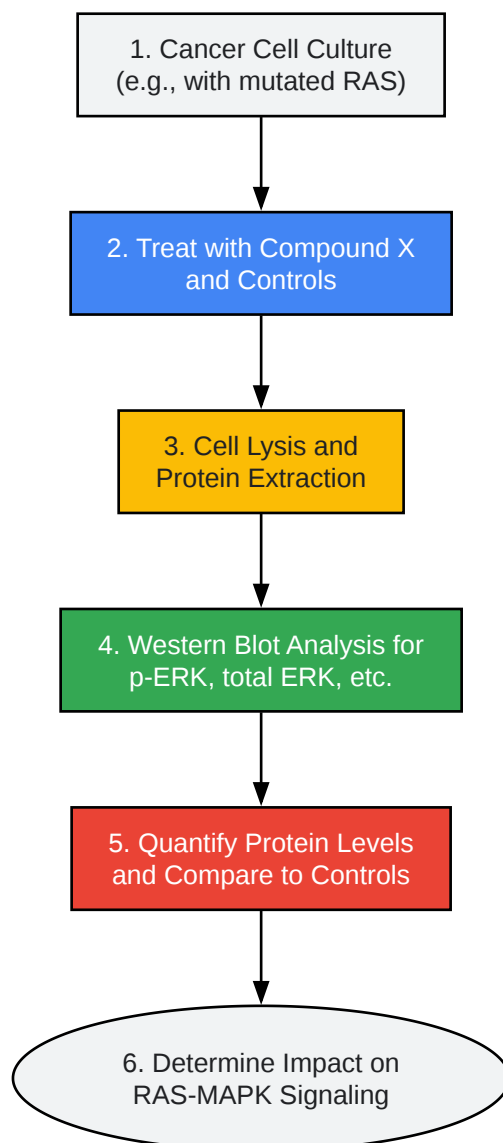 1. Cancer Cell Culture
(e.g., with mutated RAS)
2. Treat with Compound X
and Controls
3. Cell Lysis and
Protein Extraction
4. Western Blot Analysis for
p-ERK, total ERK, etc.
5. Quantify Protein Levels
and Compare to Controls
6. Determine Impact on
RAS-MAPK Signaling